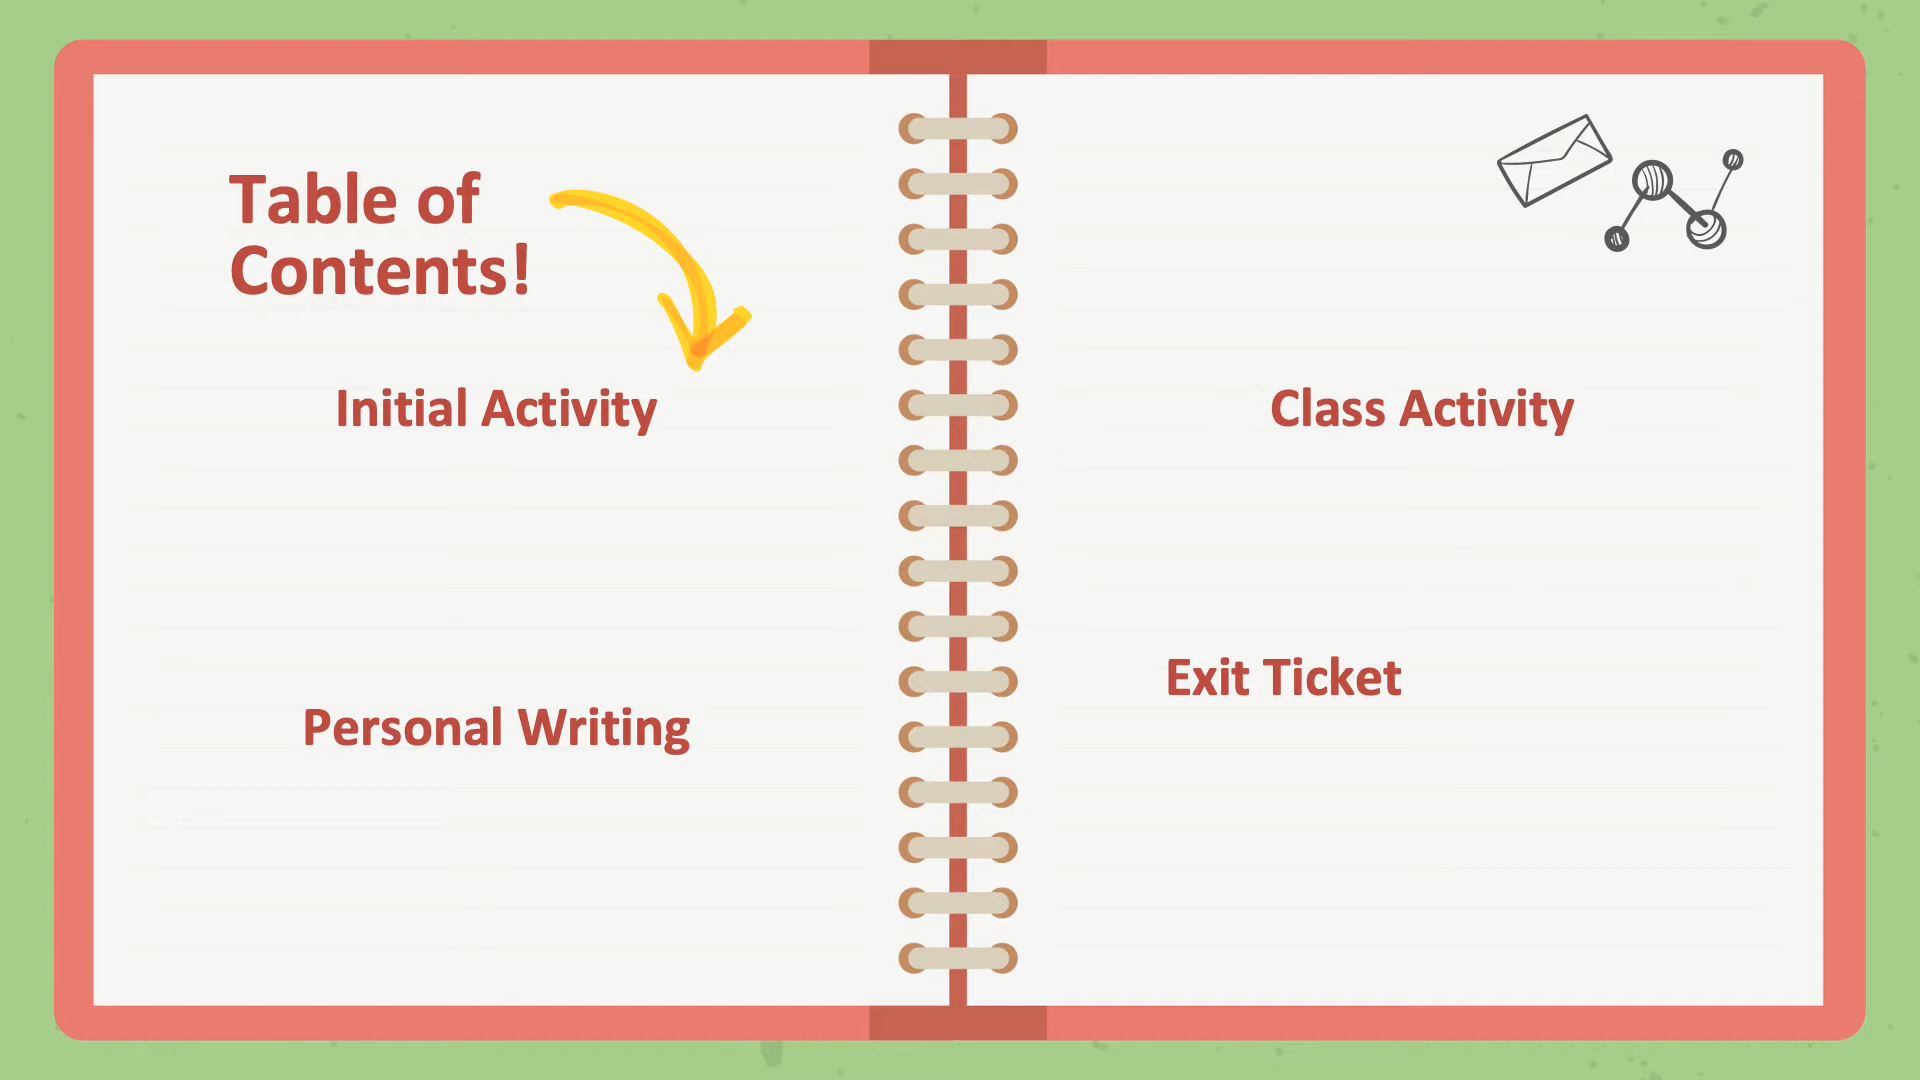 Table of
Contents!
Initial Activity
Personal Writing
Class Activity
Exit Ticket